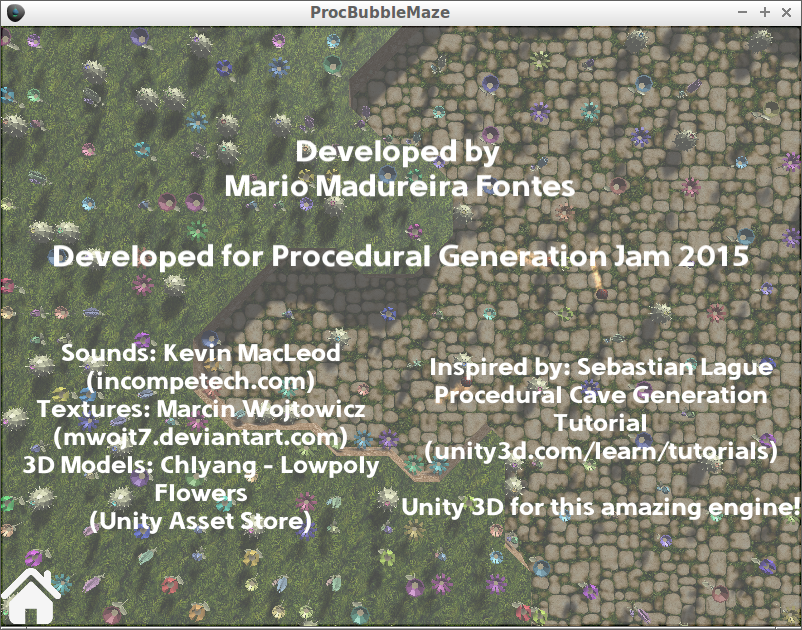 ProcBubbleMaze
Developed by
Mario Madureira Fontes
Developed for Procedural Generation Jam 2015
Sounds: Kevin MacLeod
(incompetech.com)
Textures: Marcin Wojtowicz
(mwojt7.deviantart.com)
3D Models: Chlyang - Lowpoly
Flowers
(Unity Asset Store)
Inspired by: Sebastian Lague
Procedural Cave Generation
Tutorial
(unity3d.com/learn/tutorials)
Unity 3D for this amazing engine!